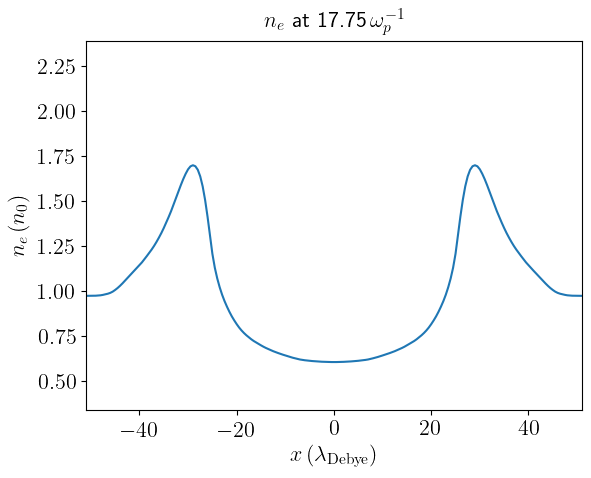 $n_e$ at 17.75 $\omega_p^{-1}$
2.25
2.00
1.75
1.50
1.25
1.00
0.75
0.50
$n_e\,(n_0)$
−40 −20 0 20 40
$x\,(\lambda_{\mathrm{Debye}})$